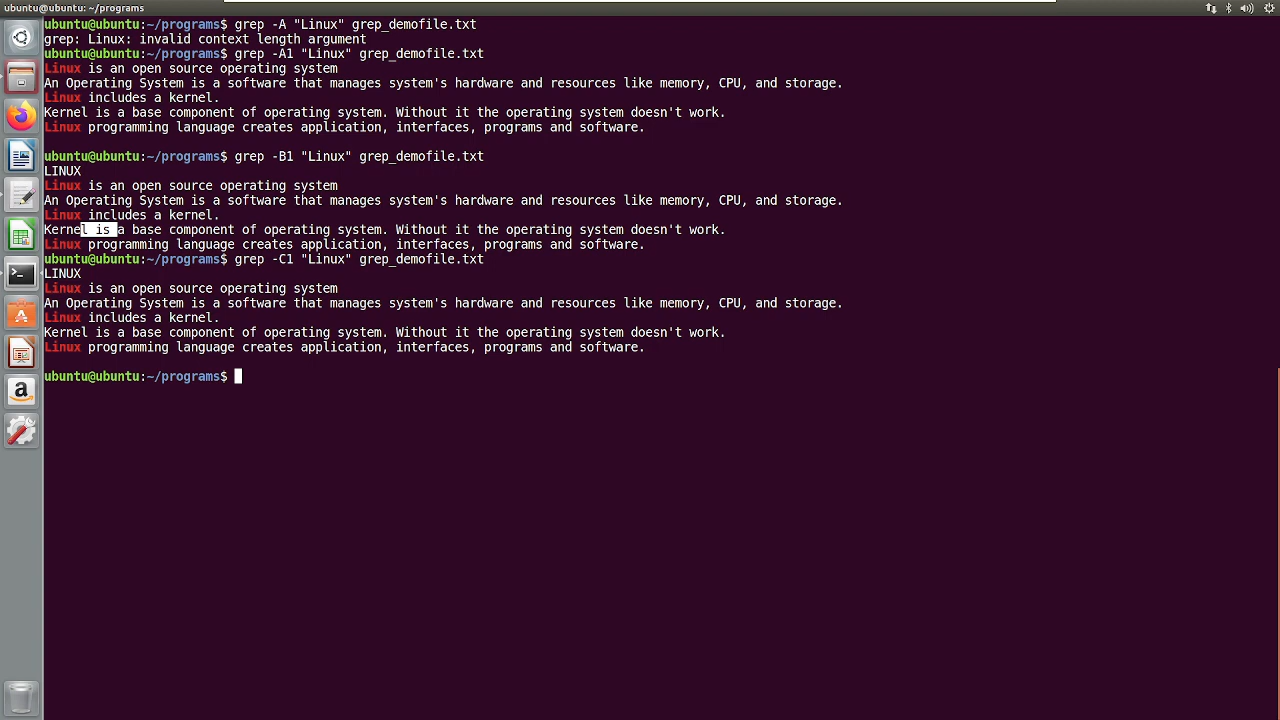 ubuntu@ubuntu: ~/programs
ubuntu@ubuntu:~/programs$ grep -A "Linux" grep_demofile.txt
grep: Linux: invalid context length argument
ubuntu@ubuntu:~/programs$ grep -A1 "Linux" grep_demofile.txt
Linux is an open source operating system
An Operating System is a software that manages system's hardware and resources like memory, CPU, and storage.
Linux includes a kernel.
Kernel is a base component of operating system. Without it the operating system doesn't work.
Linux programming language creates application, interfaces, programs and software.
ubuntu@ubuntu:~/programs$ grep -B1 "Linux" grep_demofile.txt
LINUX
Linux is an open source operating system
An Operating System is a software that manages system's hardware and resources like memory, CPU, and storage.
Linux includes a kernel.
Kernel is a base component of operating system. Without it the operating system doesn't work.
Linux programming language creates application, interfaces, programs and software.
ubuntu@ubuntu:~/programs$ grep -C1 "Linux" grep_demofile.txt
LINUX
Linux is an open source operating system
An Operating System is a software that manages system's hardware and resources like memory, CPU, and storage.
Linux includes a kernel.
Kernel is a base component of operating system. Without it the operating system doesn't work.
Linux programming language creates application, interfaces, programs and software.
ubuntu@ubuntu:~/programs$